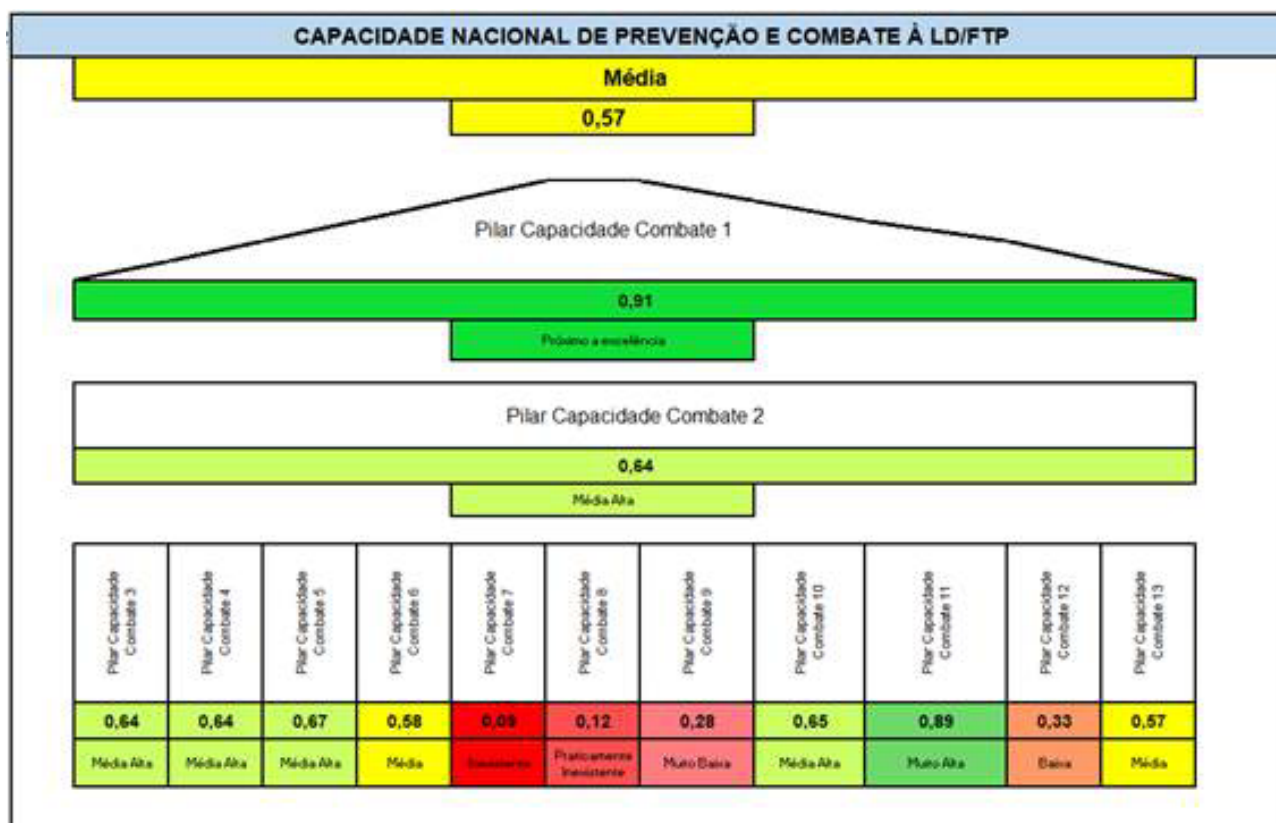 CAPACIDADE NACIONAL DE PREVENÇÃO E COMBATE À LD/FTP
Média
0,57
Pilar Capacidade Combate 1
0,91
Próximo a excelência
Pilar Capacidade Combate 2
0,64
Média Alta
Pilar Capacidade
Combate 3
Pilar Capacidade
Combate 4
Pilar Capacidade
Combate 5
Pilar Capacidade
Combate 6
Pilar Capacidade
Combate 7
Pilar Capacidade
Combate 8
Pilar Capacidade
Combate 9
Pilar Capacidade
Combate 10
Pilar Capacidade
Combate 11
Pilar Capacidade
Combate 12
Pilar Capacidade
Combate 13
0,64 0,64 0,67 0,58 0,09 0,12 0,28 0,65 0,89 0,33 0,57
Média Alta Média Alta Média Alta Média Praticamente Muito Baixa Média Alta Muito Alta Baixa Média
Inexistente